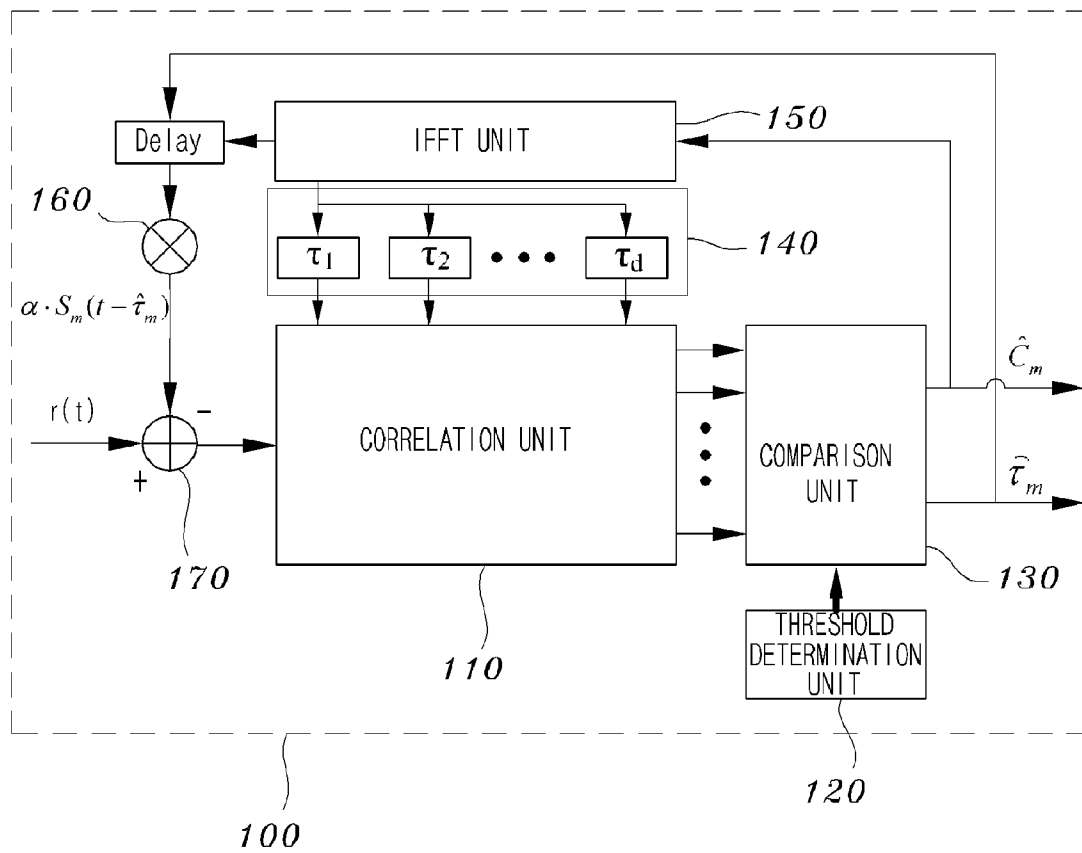 150
Delay
IFFT UNIT
160
140
τ1
τ2
τd
α·Sm(t−τ̂m)
Ĉm
r(t)
−
CORRELATION UNIT
COMPARISON
UNIT
τ̂m
+
170
130
110
THRESHOLD
DETERMINATION
UNIT
120
100